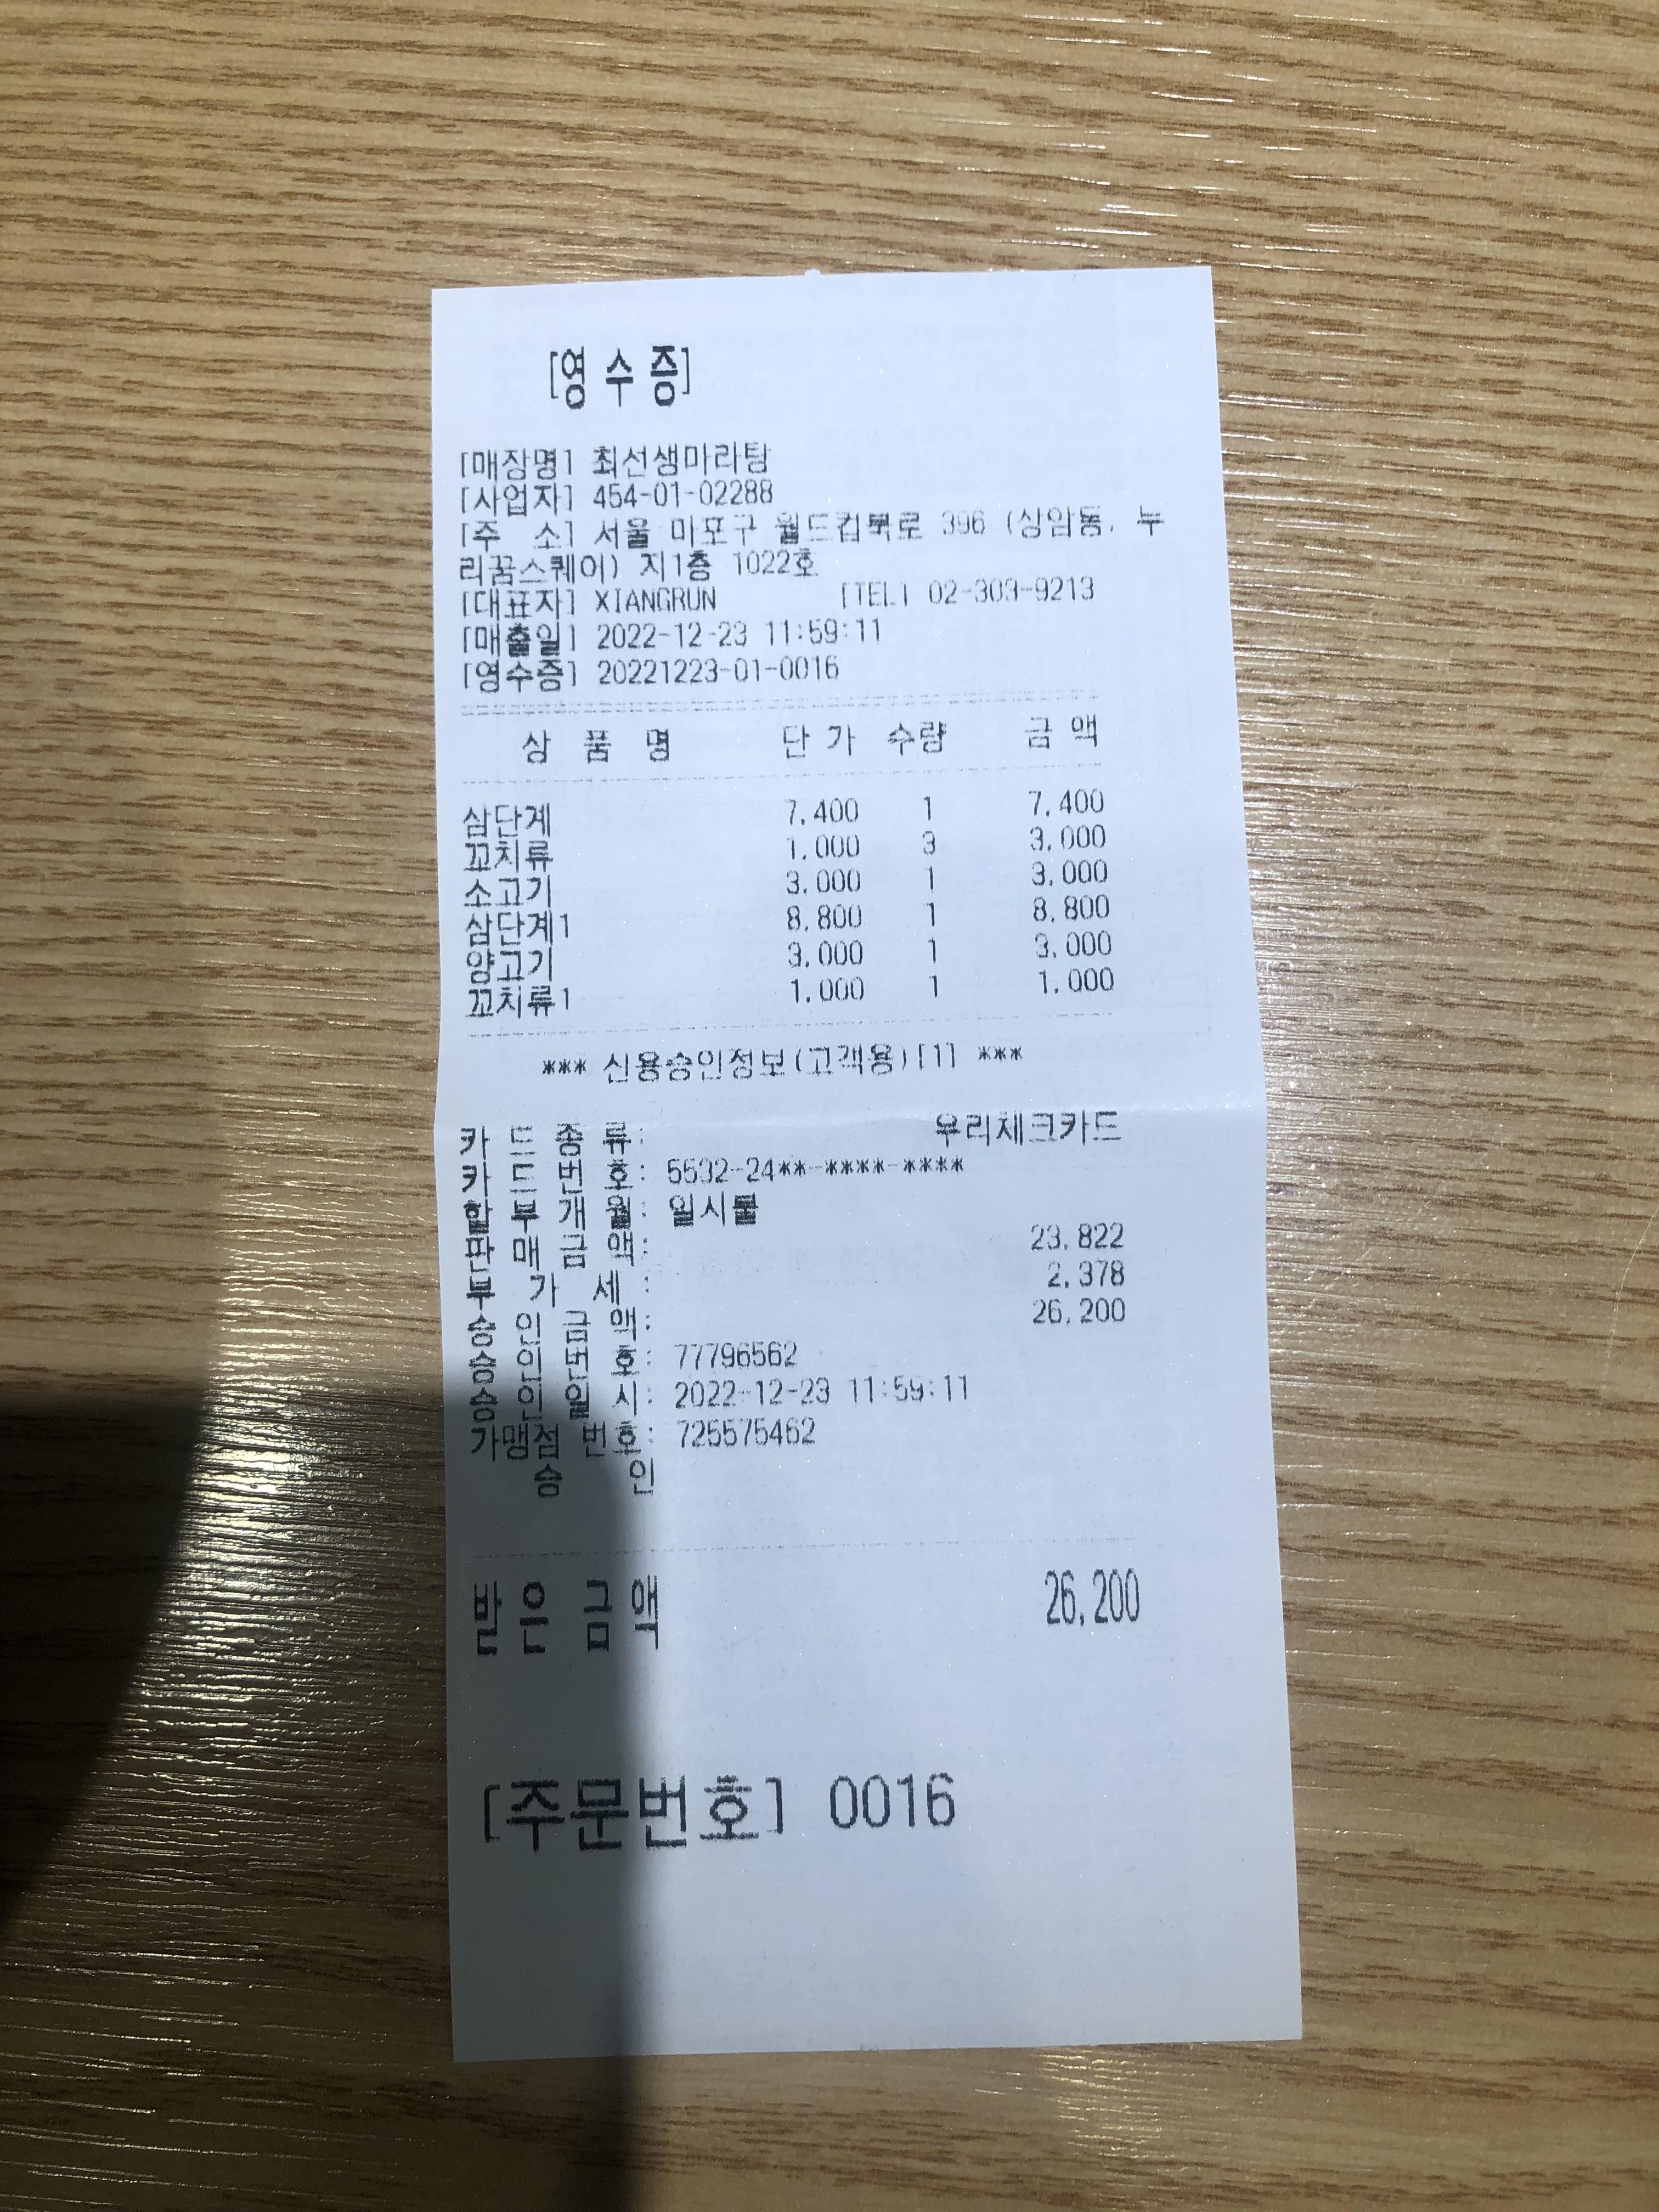 [영 수 증]
[매장명] 최선생마라탕
[사업자] 454-01-02288
[주 소] 서울 마포구 월드컵북로 396 (상암동, 누
리꿈스퀘어) 지1층 1022호
[대표자] XIANGRUN [TEL] 02-303-9213
[매출일] 2022-12-23 11:59:11
[영수증] 20221223-01-0016
상 품 명 단 가 수량 금 액
삼단계 7,400 1 7,400
꼬치류 1,000 3 3,000
소고기 3,000 1 3,000
삼단계1 8,800 1 8,800
양고기 3,000 1 3,000
꼬치류1 1,000 1 1,000
*** 신용승인정보(고객용)[1] ***
카 드 종 류: 우리체크카드
카 드 번 호: 5532-24**-****-****
할 부 개 월: 일시불
판 매 금 액: 23,822
부 가 세 : 2,378
승 인 금 액: 26,200
승 인 번 호: 77796562
승 인 일 시: 2022-12-23 11:59:11
가맹점 번호: 725575462
승 인
받 은 금 액 26,200
[주문번호] 0016